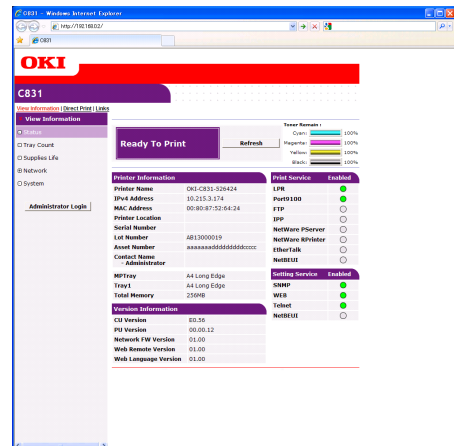 C831 - Windows Internet Explorer
http://192.168.0.2/
C831
OKI
C831
View Information | Direct Print | Links
View Information
Status
Tray Count
Supplies Life
Network
System
Administrator Login
Ready To Print
Refresh
Toner Remain :
Cyan: 100%
Magenta: 100%
Yellow: 100%
Black: 100%
Printer Information
Printer Name OKI-C831-526424
IPv4 Address 10.215.3.174
MAC Address 00:80:87:52:64:24
Printer Location
Serial Number
Lot Number AB13000019
Asset Number
Contact Name
- Administrator
MPTray A4 Long Edge
Tray1 A4 Long Edge
Total Memory 256MB
Version Information
CU Version E0.56
PU Version 00.00.12
Network FW Version 01.00
Web Remote Version 01.00
Web Language Version 01.00
Print Service Enabled
LPR
Port9100
FTP
IPP
NetWare PServer
NetWare RPrinter
EtherTalk
NetBEUI
Setting Service Enabled
SNMP
WEB
Telnet
NetBEUI